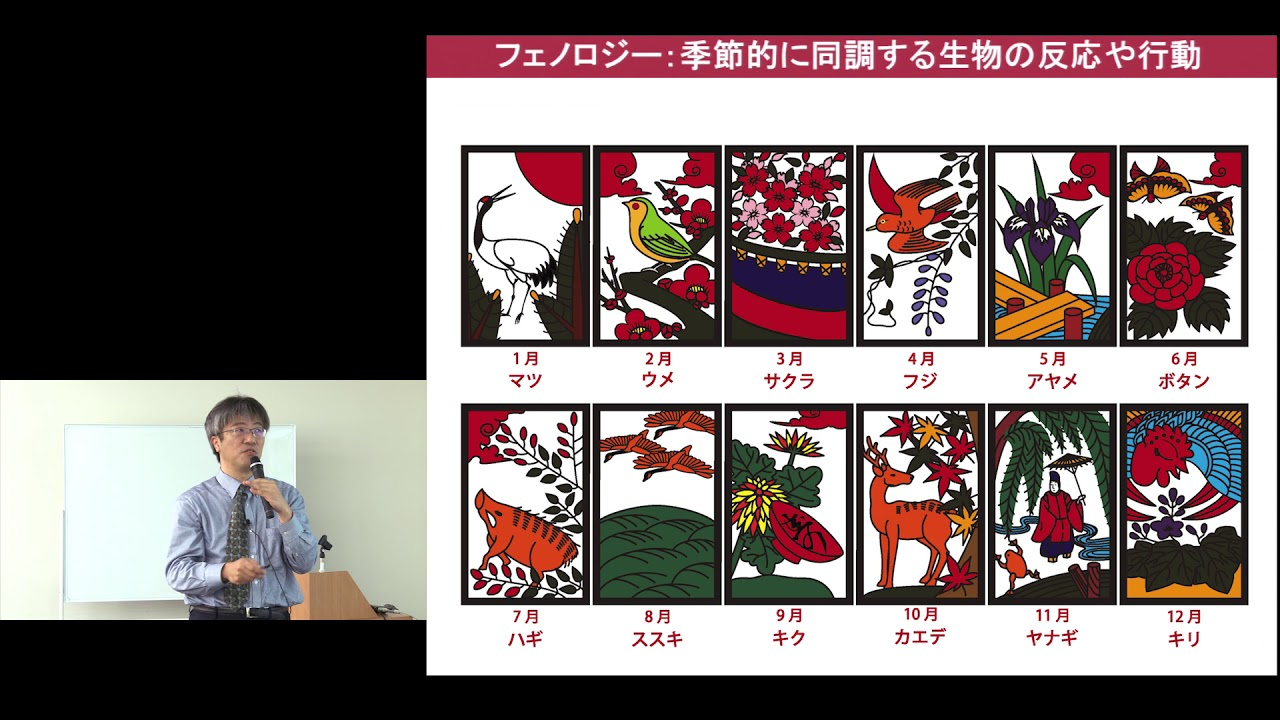 フェノロジー：季節的に同調する生物の反応や行動
1月 2月 3月 4月 5月 6月
マツ ウメ サクラ フジ アヤメ ボタン
7月 8月 9月 10月 11月 12月
ハギ ススキ キク カエデ ヤナギ キリ